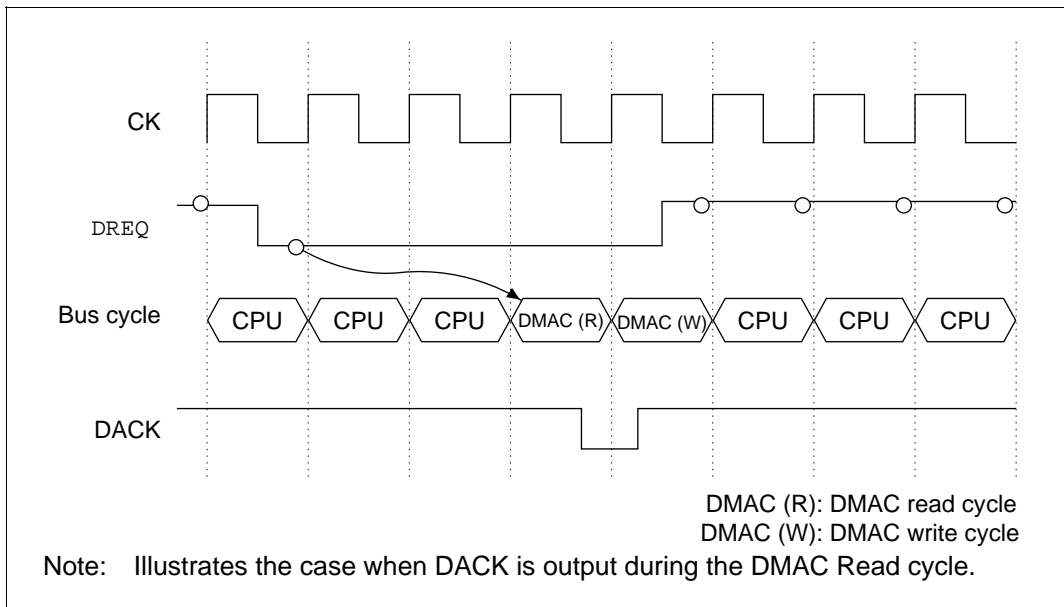 CK
DREQ
Bus cycle
CPU CPU CPU DMAC (R) DMAC (W) CPU CPU CPU
DACK
DMAC (R): DMAC read cycle
DMAC (W): DMAC write cycle
Note: Illustrates the case when DACK is output during the DMAC Read cycle.